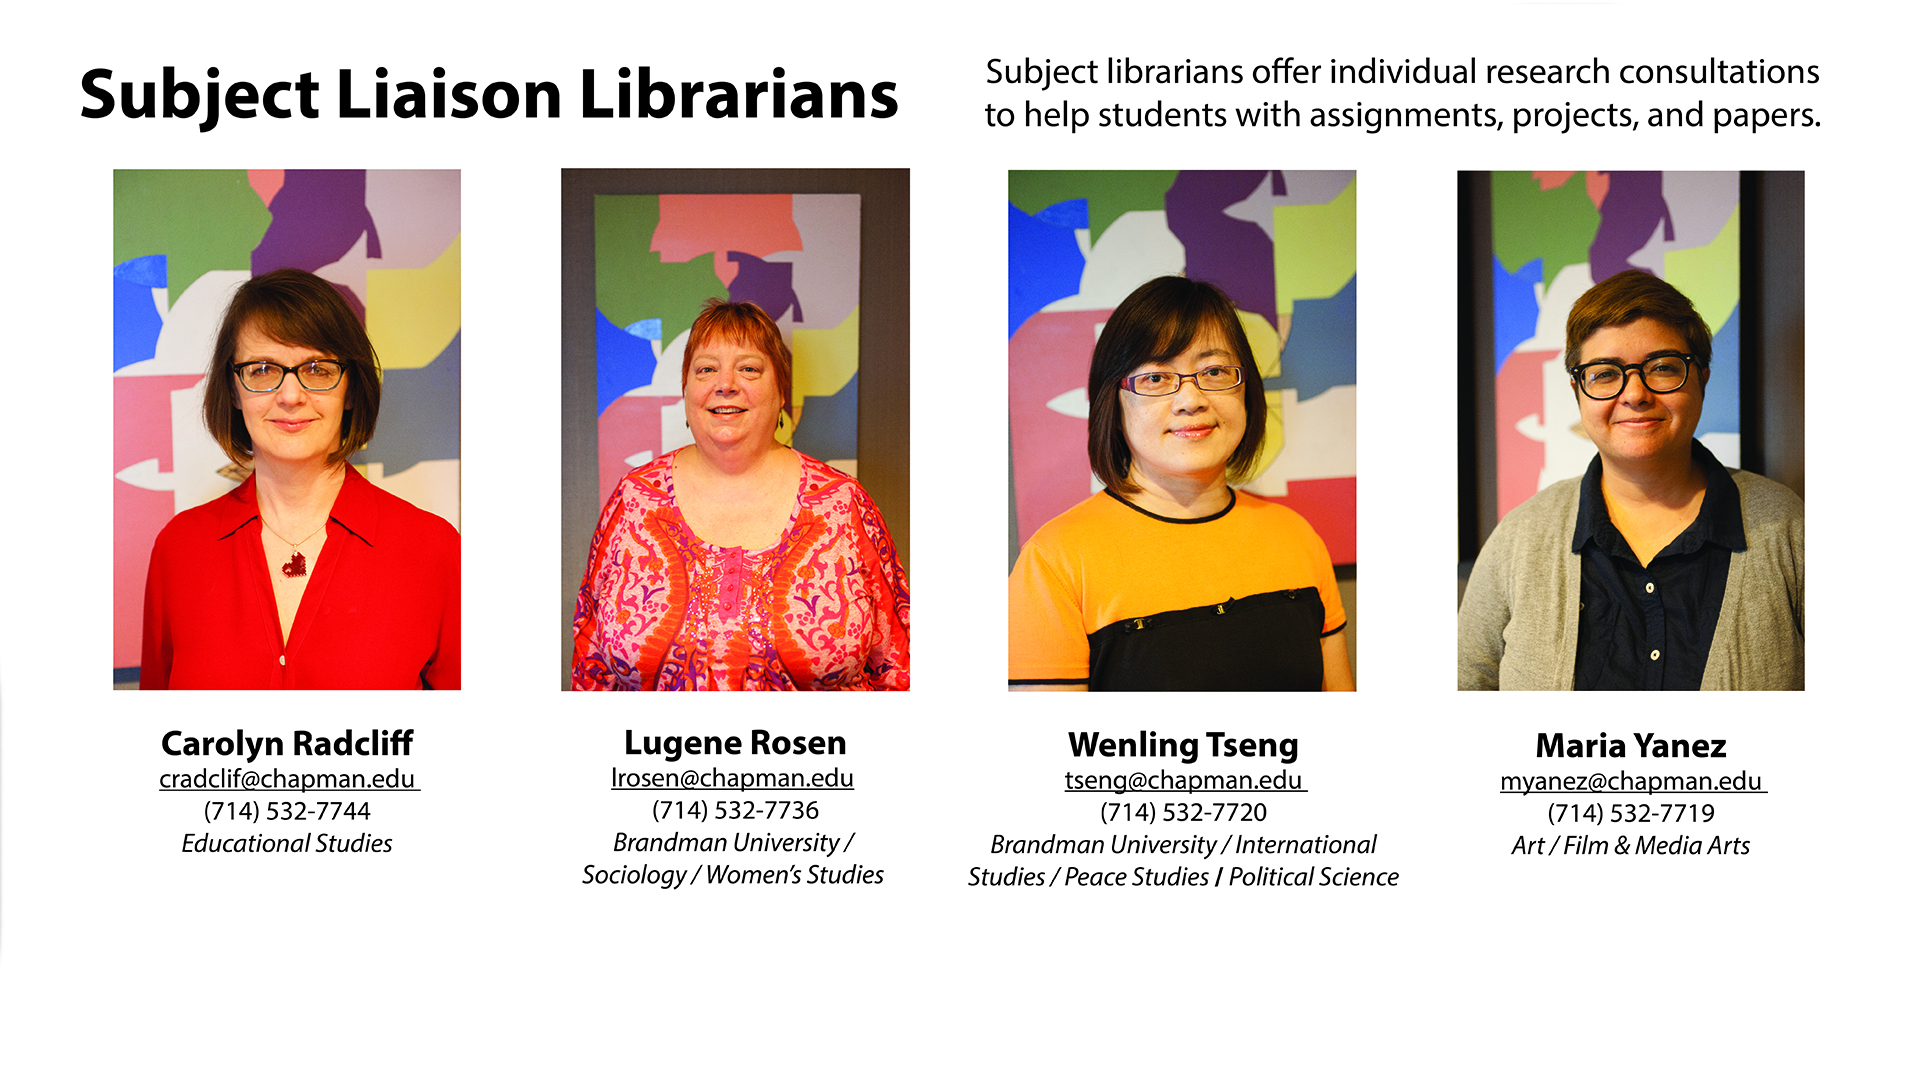 Subject Liaison Librarians
Subject librarians offer individual research consultations
to help students with assignments, projects, and papers.
Carolyn Radcliff
cradclif@chapman.edu
(714) 532-7744
Educational Studies
Lugene Rosen
lrosen@chapman.edu
(714) 532-7736
Brandman University /
Sociology / Women’s Studies
Wenling Tseng
tseng@chapman.edu
(714) 532-7720
Brandman University / International
Studies / Peace Studies / Political Science
Maria Yanez
myanez@chapman.edu
(714) 532-7719
Art / Film & Media Arts